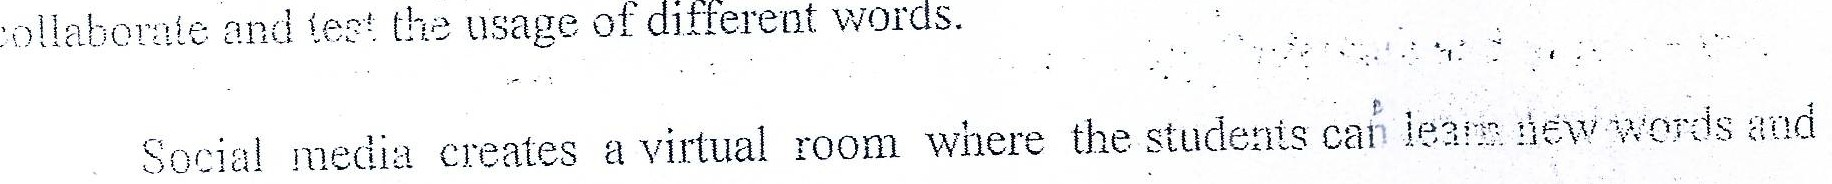 collaborate and test the usage of different words.
Social media creates a virtual room where the students can learn new words and